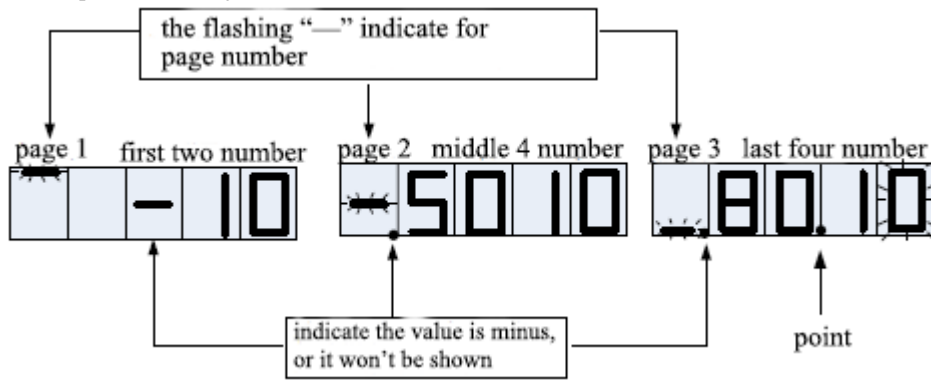 the flashing “—” indicate for
page number
page 1 first two number
page 2 middle 4 number
page 3 last four number
- 10
- 5010
- 80.10
indicate the value is minus,
or it won’t be shown
point